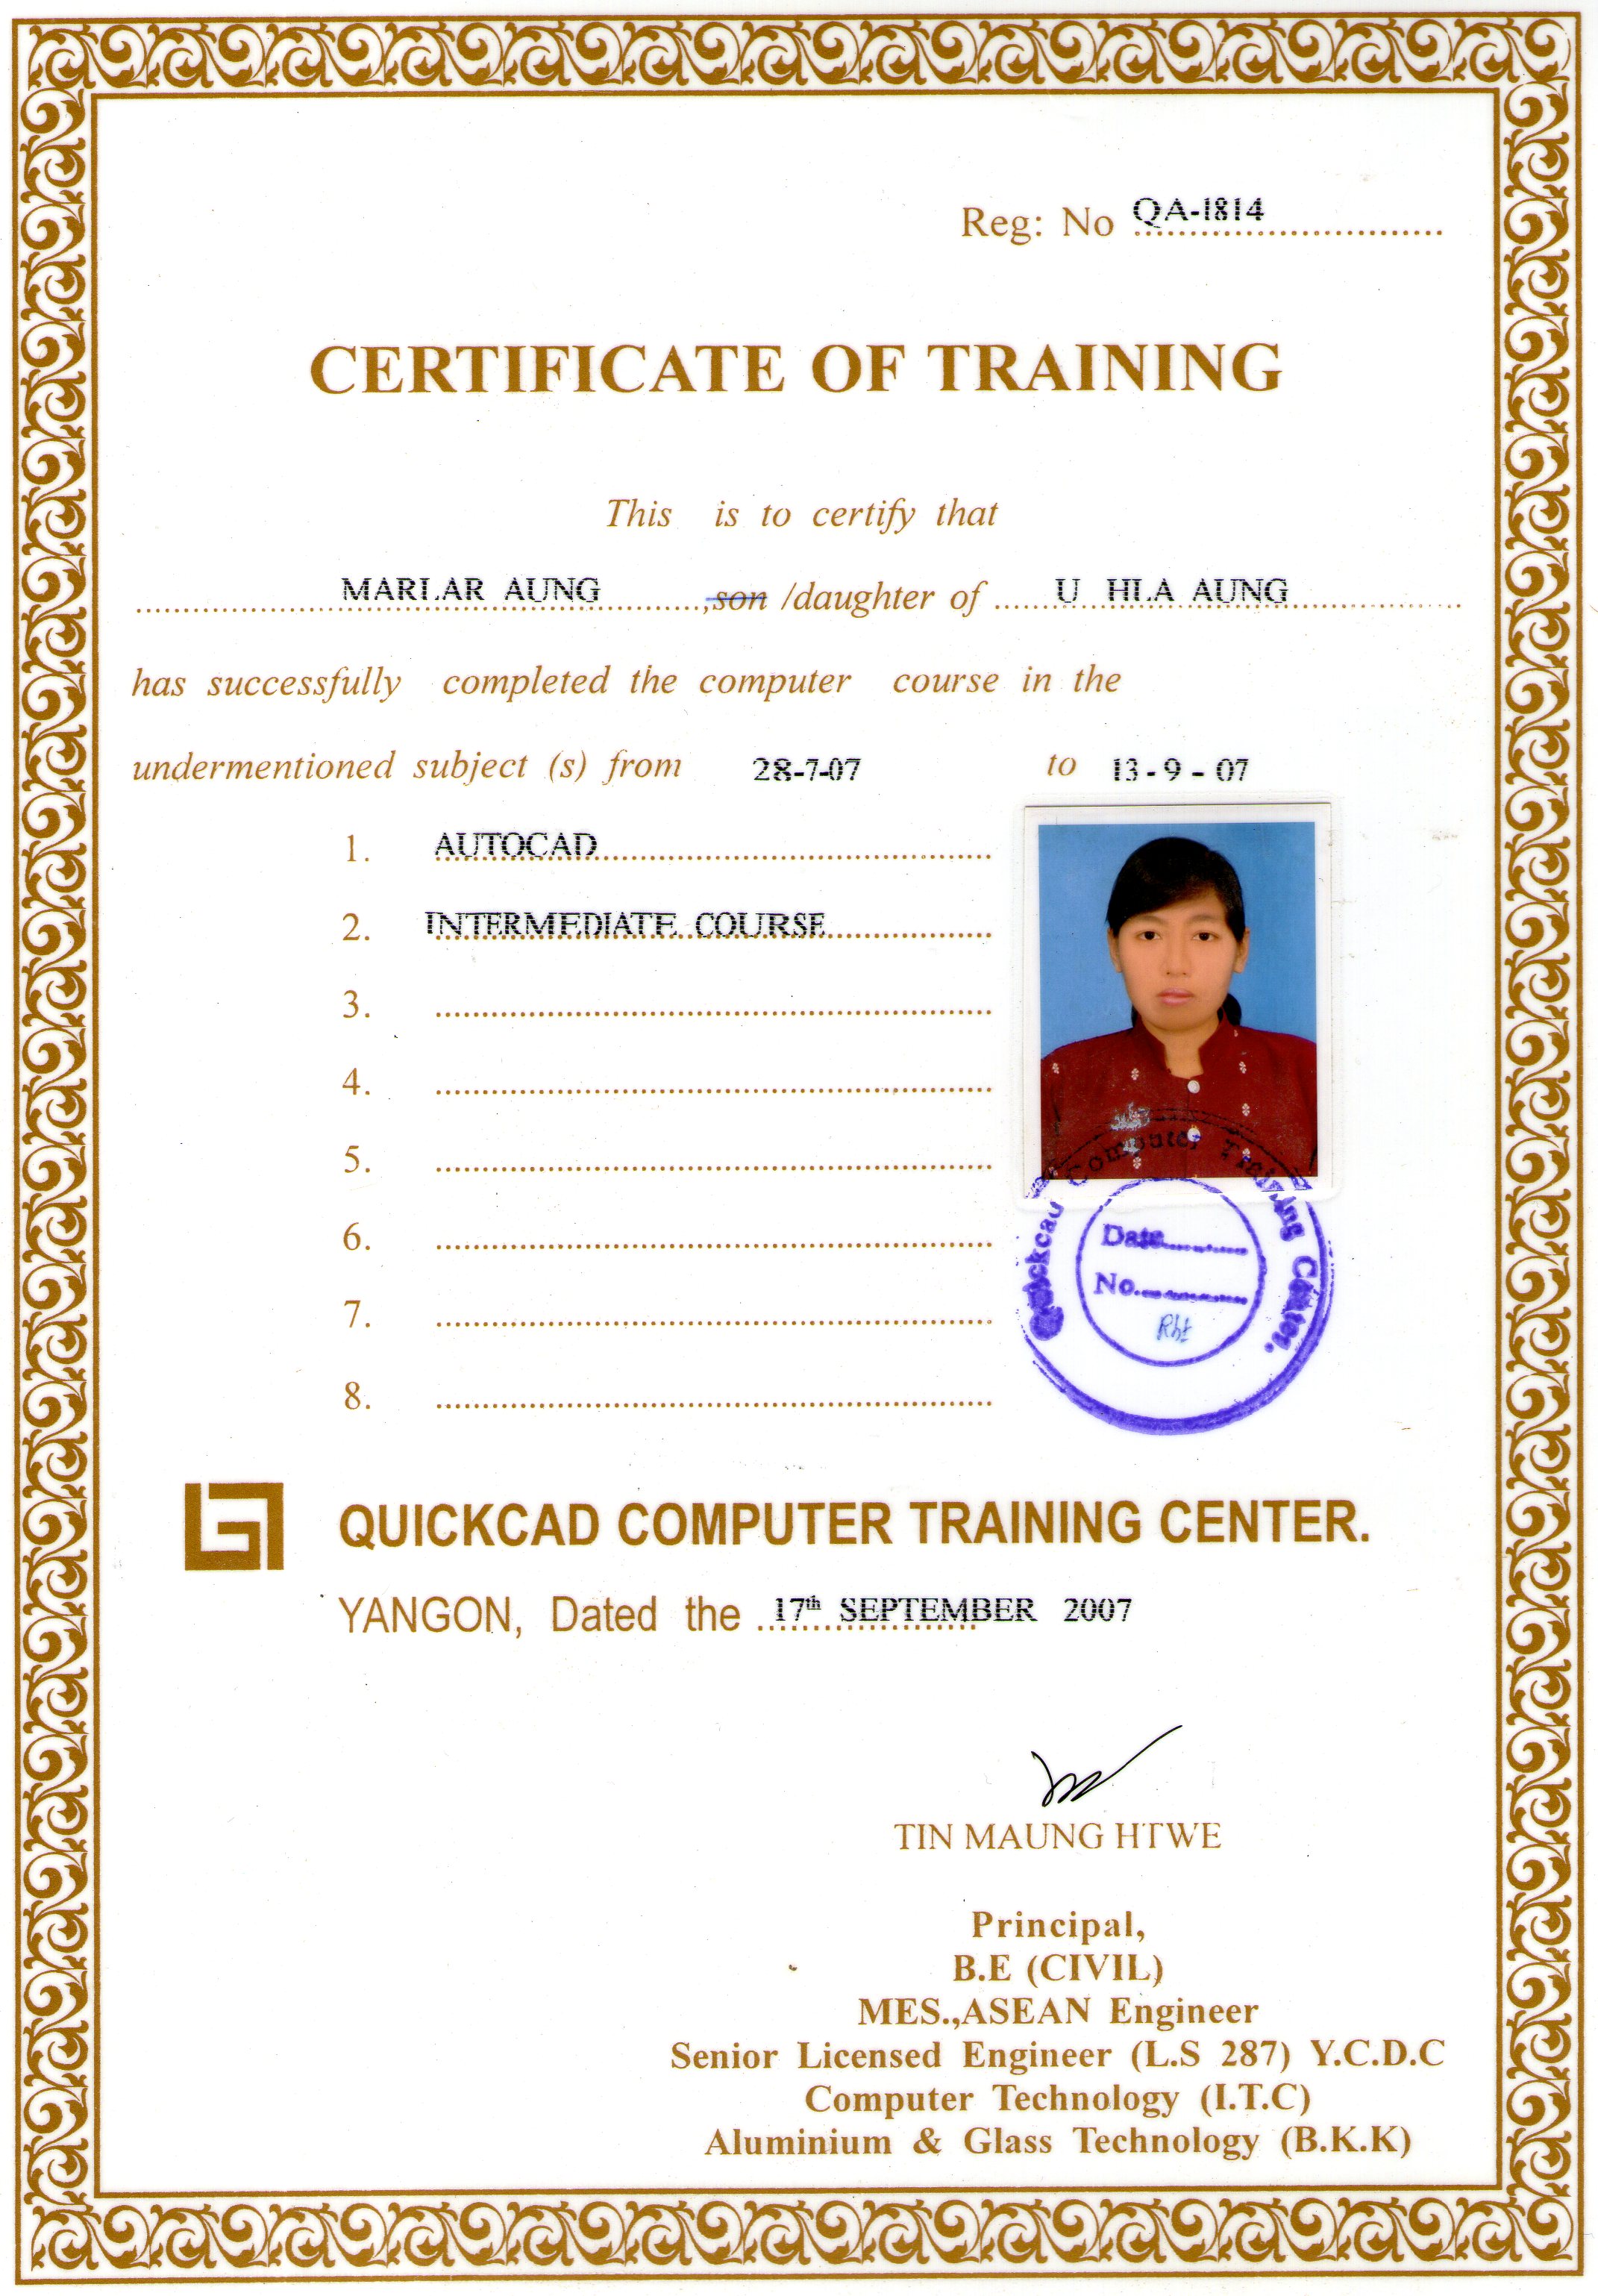 Reg: No QA-1814
CERTIFICATE OF TRAINING
This is to certify that
MARLAR AUNG ,son /daughter of U HLA AUNG
has successfully completed the computer course in the
undermentioned subject (s) from 28-7-07 to 13-9-07
1. AUTOCAD
2. INTERMEDIATE COURSE
3.
4.
5.
6.
7.
8.
Quickcad Computer Training Center.
Date
No.
QUICKCAD COMPUTER TRAINING CENTER.
YANGON, Dated the 17th SEPTEMBER 2007
TIN MAUNG HTWE
Principal,
B.E (CIVIL)
MES.,ASEAN Engineer
Senior Licensed Engineer (L.S 287) Y.C.D.C
Computer Technology (I.T.C)
Aluminium & Glass Technology (B.K.K)